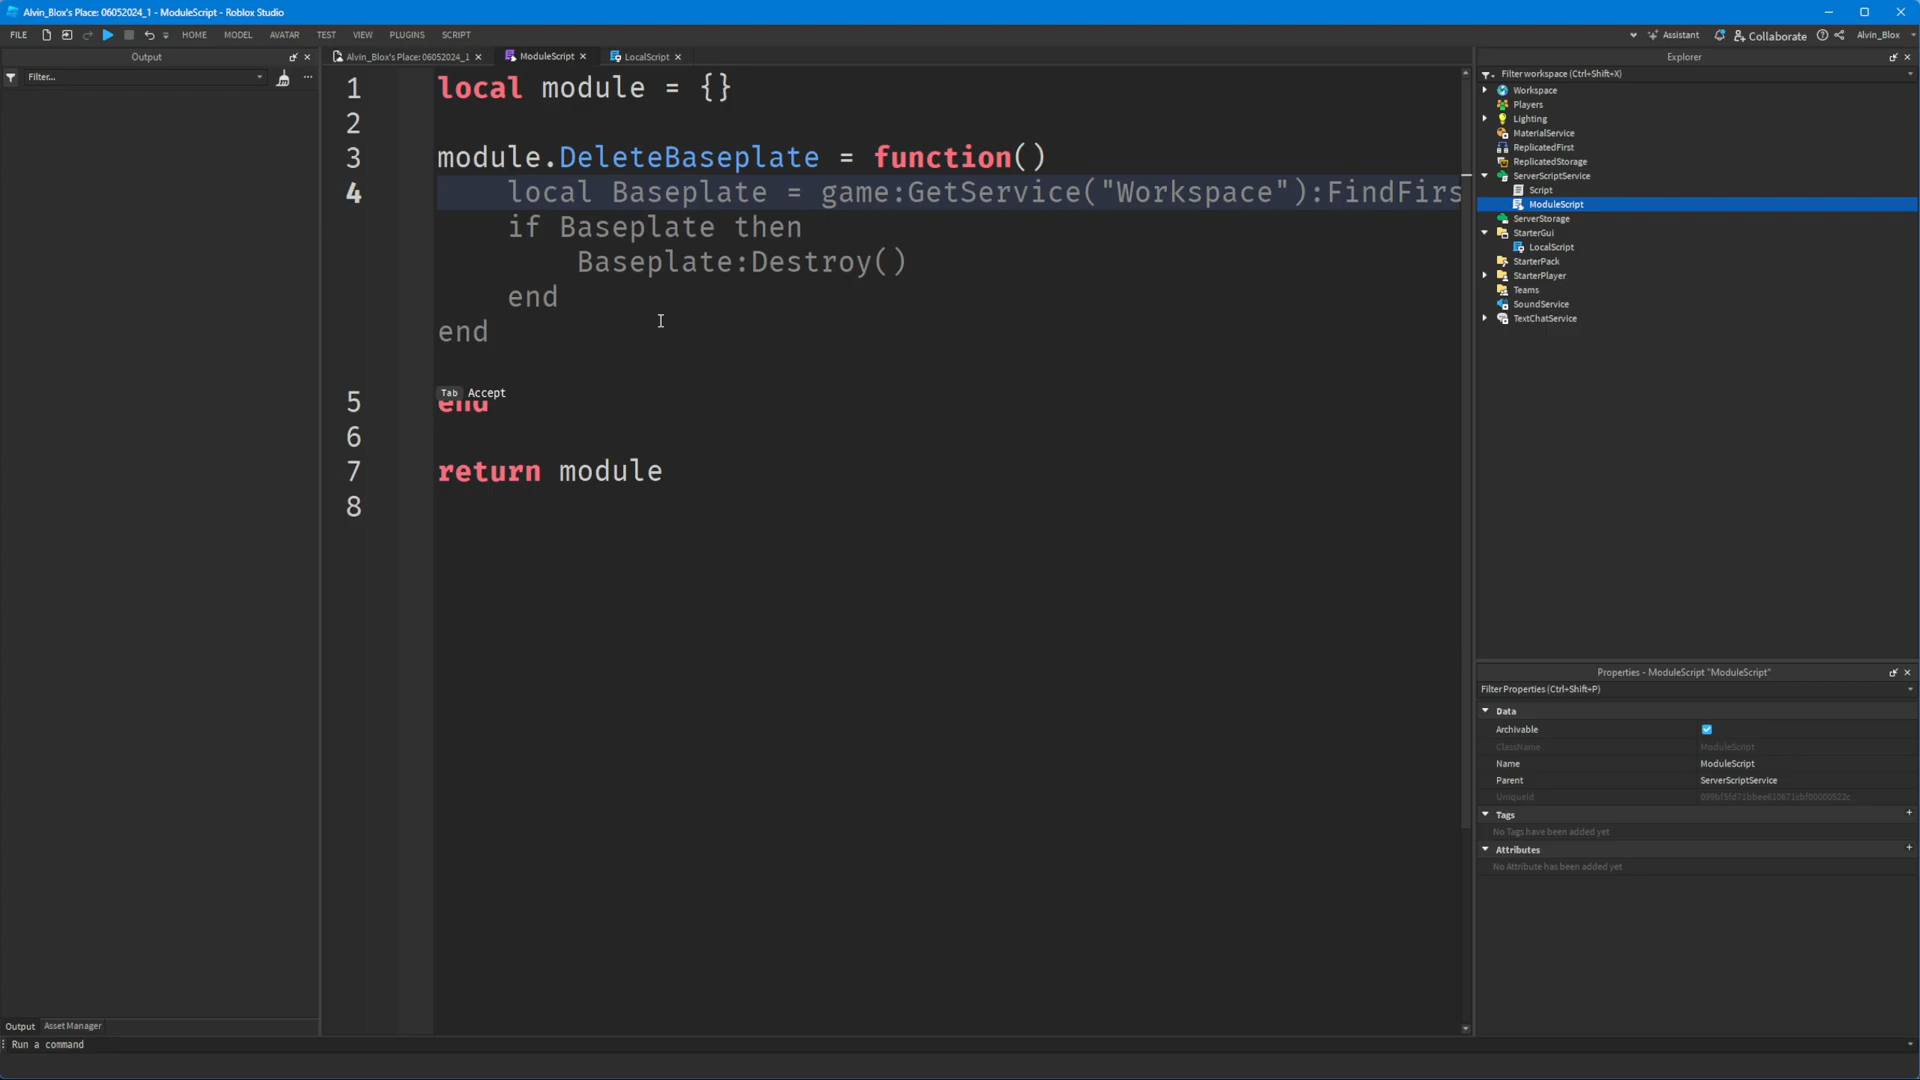 Alvin_Blox's Place: 06052024_1 - ModuleScript - Roblox Studio
FILE HOME MODEL AVATAR TEST VIEW PLUGINS SCRIPT Assistant Collaborate Alvin_Blox
Output
Filter...
Alvin_Blox's Place: 06052024_1 ModuleScript LocalScript
1 local module = {}
2
3 module.DeleteBaseplate = function()
4 local Baseplate = game:GetService("Workspace"):FindFirs
if Baseplate then
Baseplate:Destroy()
end
end
Tab Accept
5 end
6
7 return module
8
Explorer
Filter workspace (Ctrl+Shift+X)
Workspace
Players
Lighting
MaterialService
ReplicatedFirst
ReplicatedStorage
ServerScriptService
Script
ModuleScript
ServerStorage
StarterGui
LocalScript
StarterPack
StarterPlayer
Teams
SoundService
TextChatService
Properties - ModuleScript "ModuleScript"
Filter Properties (Ctrl+Shift+P)
Data
Archivable
ClassName ModuleScript
Name ModuleScript
Parent ServerScriptService
UniqueId
Tags
No Tags have been added yet
Attributes
No Attribute has been added yet
Output Asset Manager
Run a command